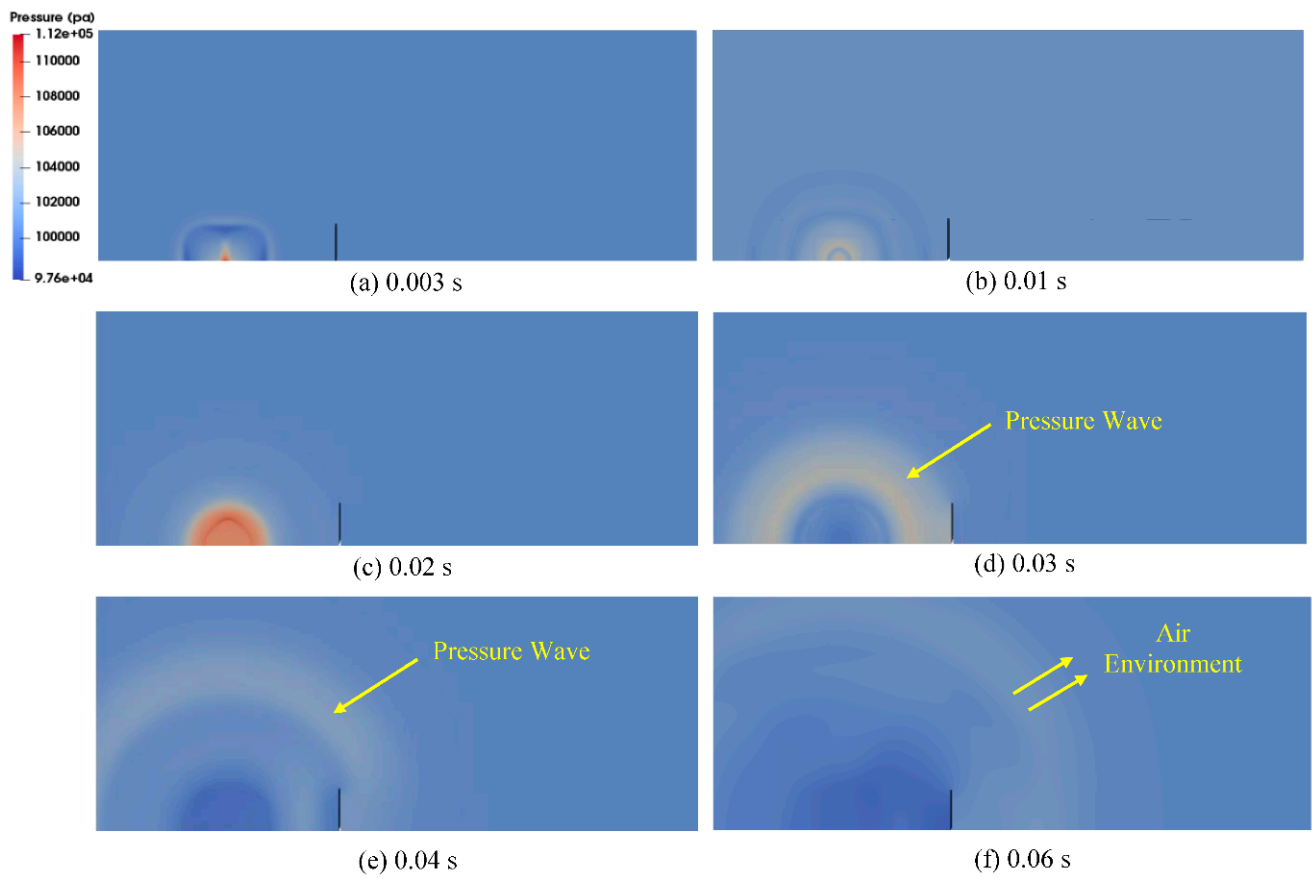 Pressure (pa)
1.12e+05
110000
108000
106000
104000
102000
100000
9.76e+04
(a) 0.003 s
(b) 0.01 s
(c) 0.02 s
Pressure Wave
(d) 0.03 s
Pressure Wave
(e) 0.04 s
Air
Environment
(f) 0.06 s